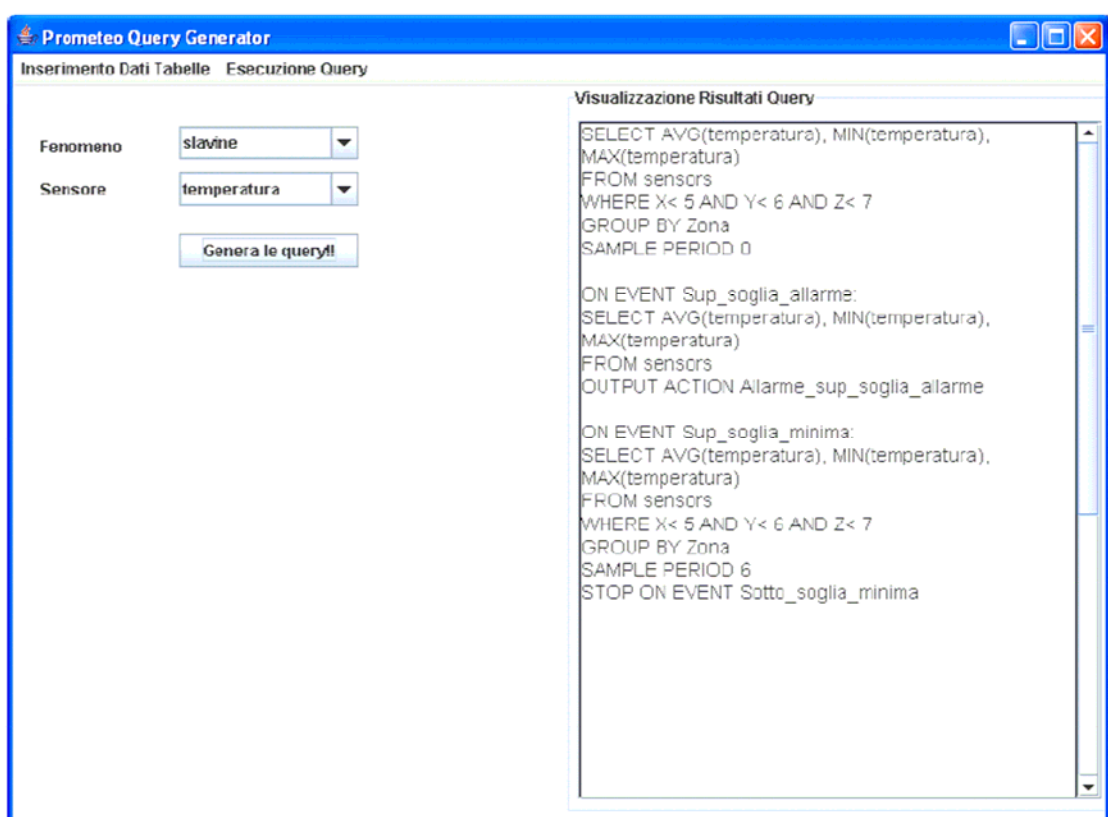 Prometeo Query Generator
Inserimento Dati Tabelle Esecuzione Query
Fenomeno
slavine
Sensore
temperatura
Genera le query!!
Visualizzazione Risultati Query
SELECT AVG(temperatura), MIN(temperatura),
MAX(temperatura)
FROM sensors
WHERE X< 5 AND Y< 6 AND Z< 7
GROUP BY Zona
SAMPLE PERIOD 0
ON EVENT Sup_soglia_allarme:
SELECT AVG(temperatura), MIN(temperatura),
MAX(temperatura)
FROM sensors
OUTPUT ACTION Allarme_sup_soglia_allarme
ON EVENT Sup_soglia_minima:
SELECT AVG(temperatura), MIN(temperatura),
MAX(temperatura)
FROM sensors
WHERE X< 5 AND Y< 6 AND Z< 7
GROUP BY Zona
SAMPLE PERIOD 6
STOP ON EVENT Sotto_soglia_minima